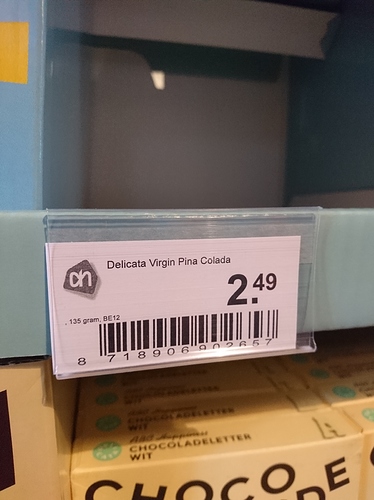 ah
Delicata Virgin Pina Colada
2.49
135 gram, BE12
8 718906 902657
CHOCOLADELETTER
WIT
CHOCOLADELETTER
WIT
CHOCO
DE